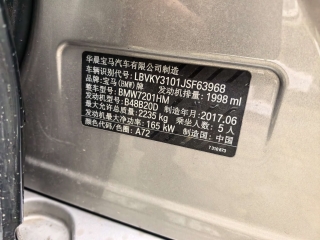 华晨宝马汽车有限公司制造
车辆识别代号: LBVKY3101JSF63968
品牌: 宝马(BMW)牌 发动机排量: 1998 ml
整车型号: BMW7201HM
发动机型号: B48B20D 制造年月: 2017.06
最大允许总质量: 2235 kg 乘坐人数: 5 人
发动机最大净功率: 165 kW 制造国: 中国
颜色/色标: A72